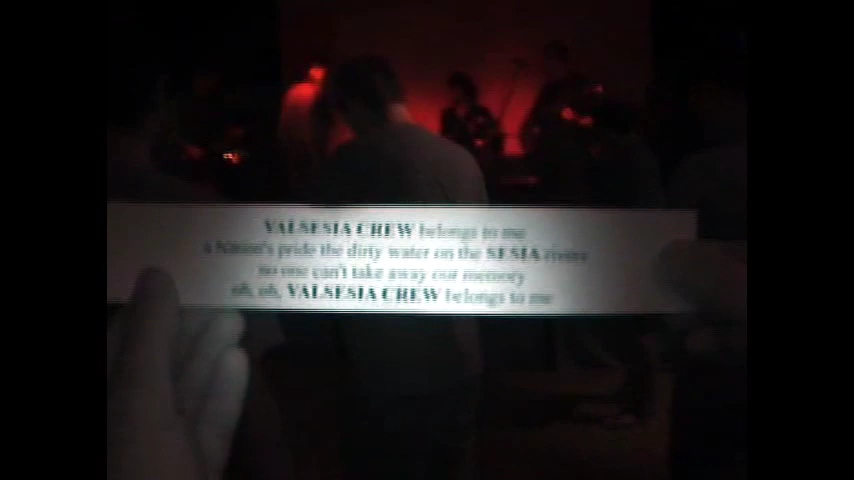 VALSESIA CREW belongs to me
a Nation's pride the dirty water on the SESIA rivers
no one can't take away our memory
oh, oh, VALSESIA CREW belongs to me